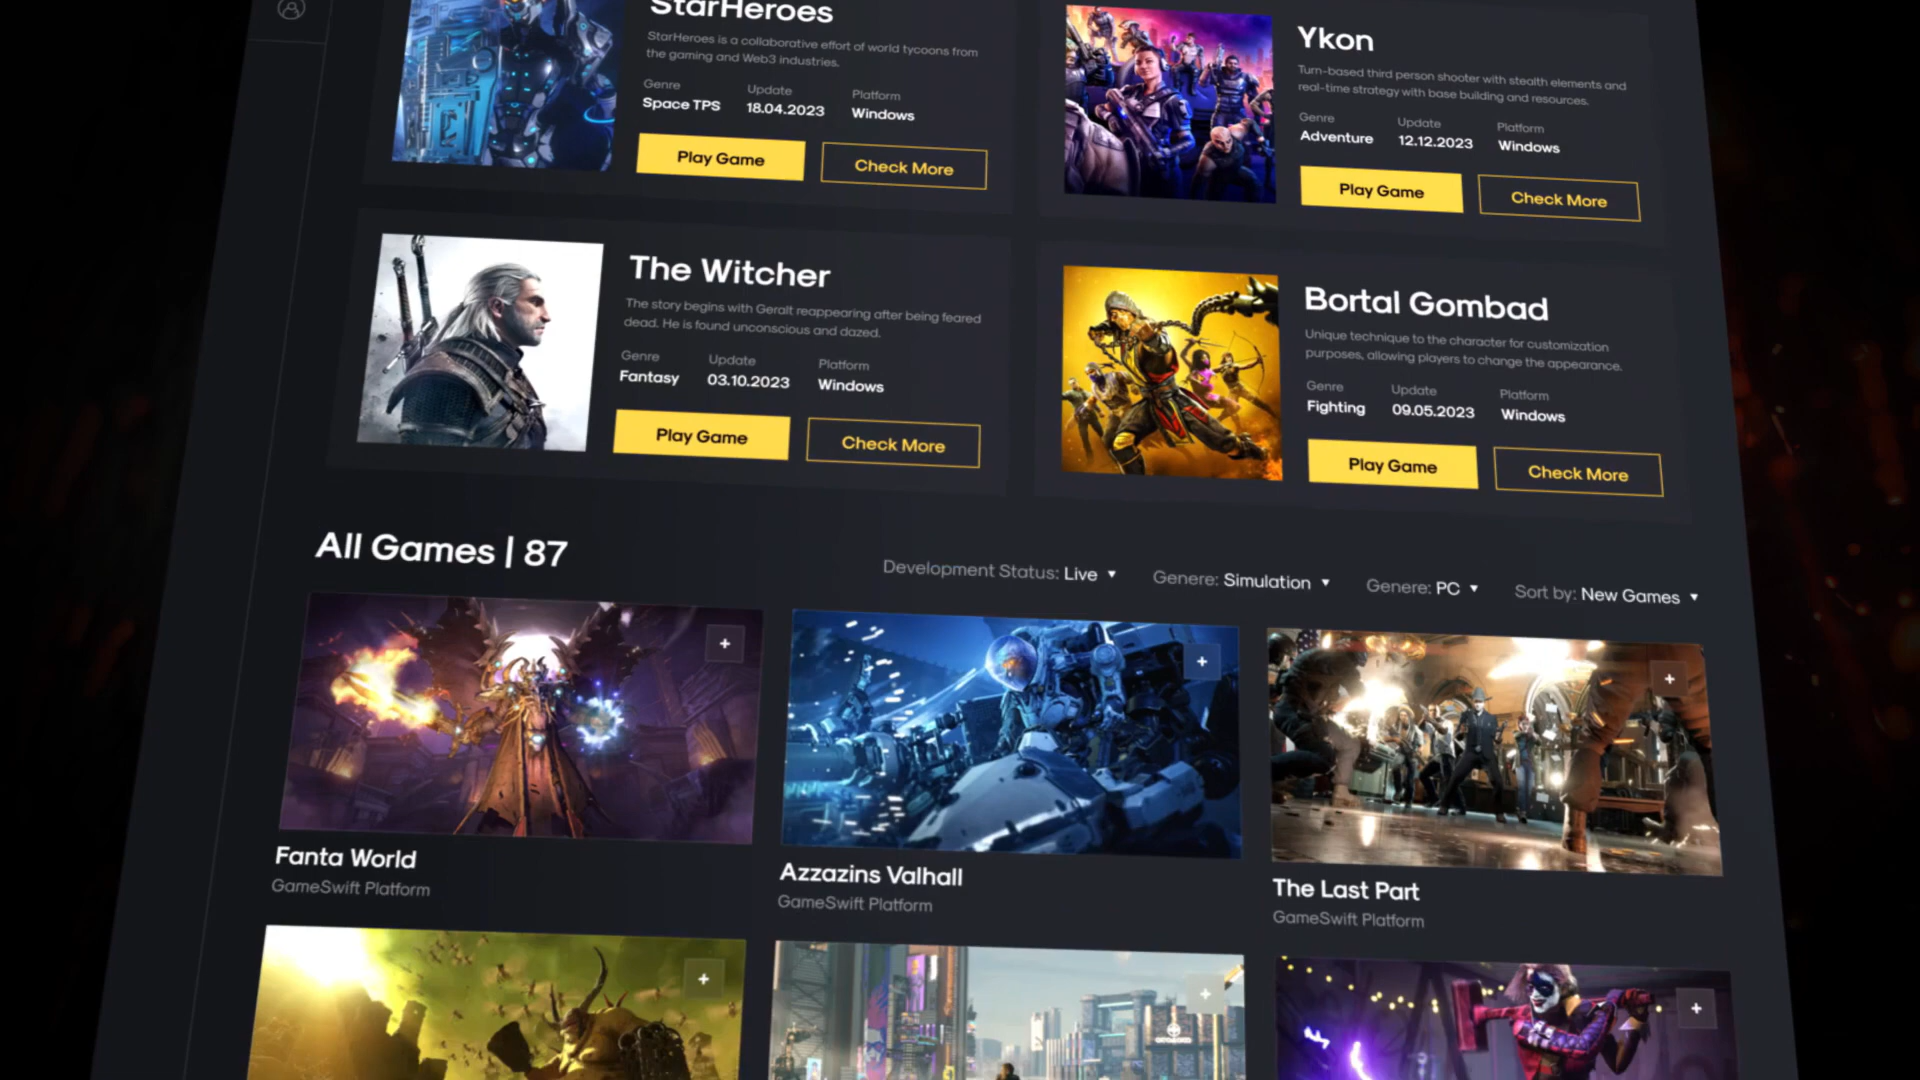 StarHeroes
StarHeroes is a collaborative effort of world tycoons from
the gaming and Web3 industries.
Genre Update Platform
Space TPS 18.04.2023 Windows
Play Game Check More
Ykon
Turn-based third person shooter with stealth elements and
real-time strategy with base building and resources.
Genre Update Platform
Adventure 12.12.2023 Windows
Play Game Check More
The Witcher
The story begins with Geralt reappearing after being feared
dead. He is found unconscious and dazed.
Genre Update Platform
Fantasy 03.10.2023 Windows
Play Game Check More
Bortal Gombad
Unique technique to the character for customization
purposes, allowing players to change the appearance.
Genre Update Platform
Fighting 09.05.2023 Windows
Play Game Check More
All Games | 87
Development Status: Live Genere: Simulation Genere: PC Sort by: New Games
Fanta World
GameSwift Platform
Azzazins Valhall
GameSwift Platform
The Last Part
GameSwift Platform